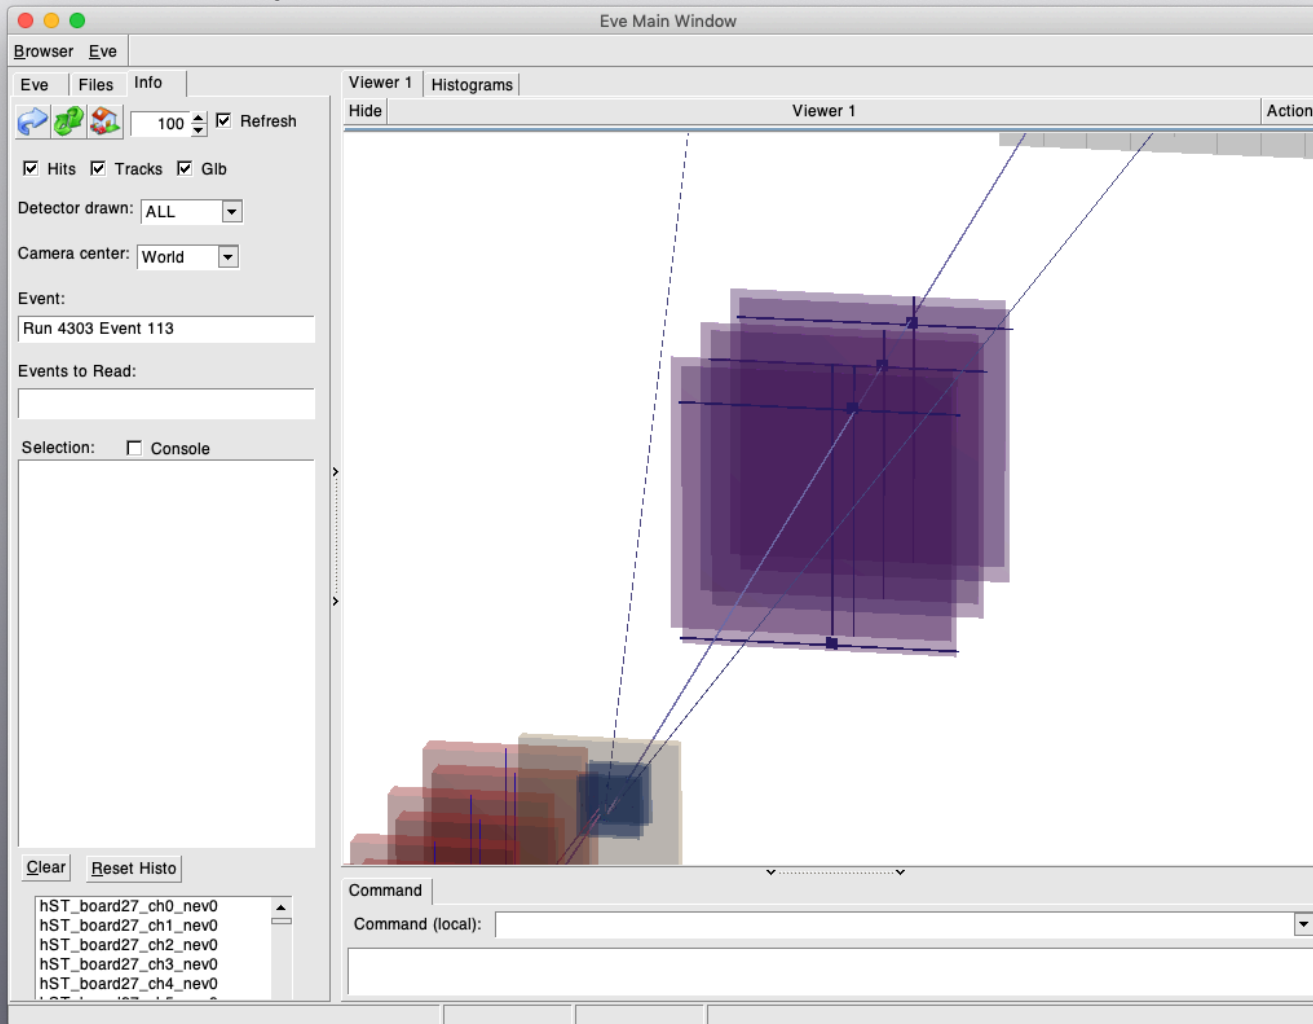 Eve Main Window
Browser Eve
Eve Files Info
Viewer 1 Histograms
Hide Viewer 1 Action
100 Refresh
Hits Tracks Glb
Detector drawn: ALL
Camera center: World
Event:
Run 4303 Event 113
Events to Read:
Selection: Console
Clear Reset Histo
hST_board27_ch0_nev0
hST_board27_ch1_nev0
hST_board27_ch2_nev0
hST_board27_ch3_nev0
hST_board27_ch4_nev0
Command
Command (local):